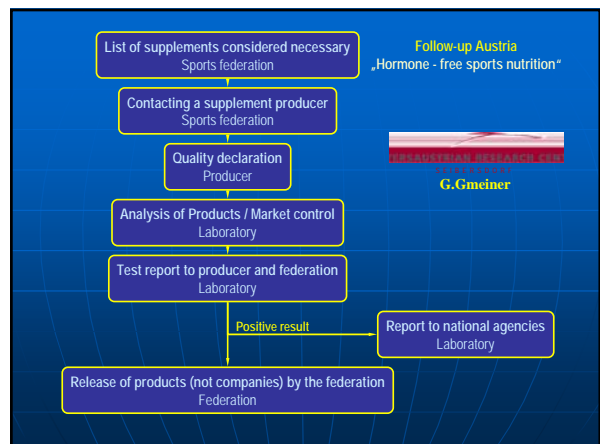 List of supplements considered necessary
Sports federation
Follow-up Austria
„Hormone - free sports nutrition“
Contacting a supplement producer
Sports federation
Quality declaration
Producer
AUSTRIAN RESEARCH
G.Gmeiner
Analysis of Products / Market control
Laboratory
Test report to producer and federation
Laboratory
Positive result
Report to national agencies
Laboratory
Release of products (not companies) by the federation
Federation